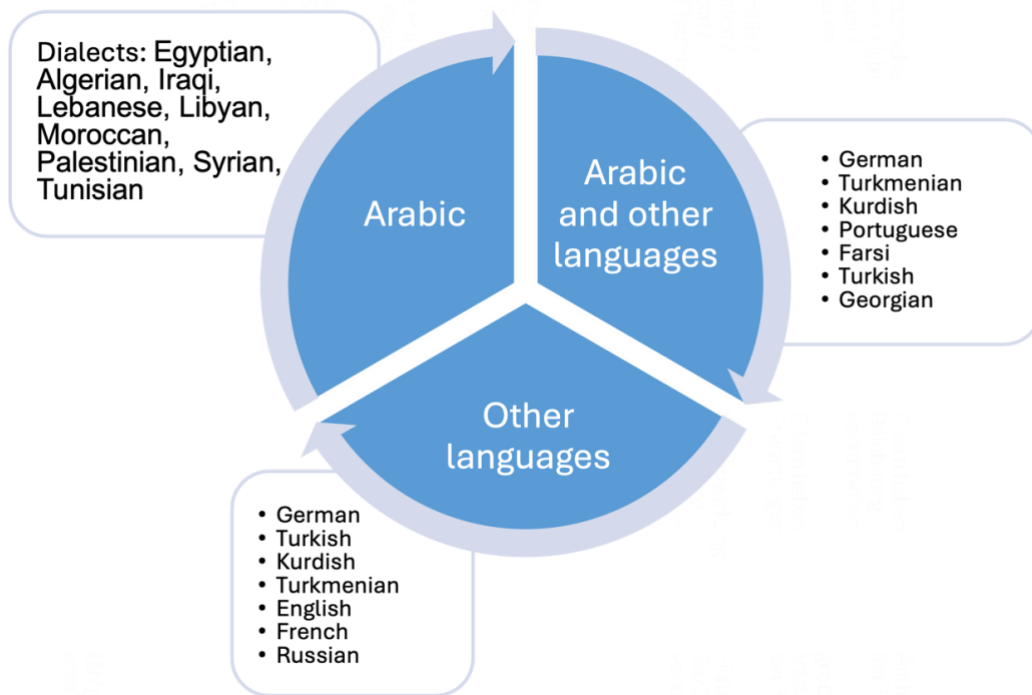 Dialects: Egyptian,
Algerian, Iraqi,
Lebanese, Libyan,
Moroccan,
Palestinian, Syrian,
Tunisian
Arabic
Arabic
and other
languages
• German
• Turkmenian
• Kurdish
• Portuguese
• Farsi
• Turkish
• Georgian
Other
languages
• German
• Turkish
• Kurdish
• Turkmenian
• English
• French
• Russian